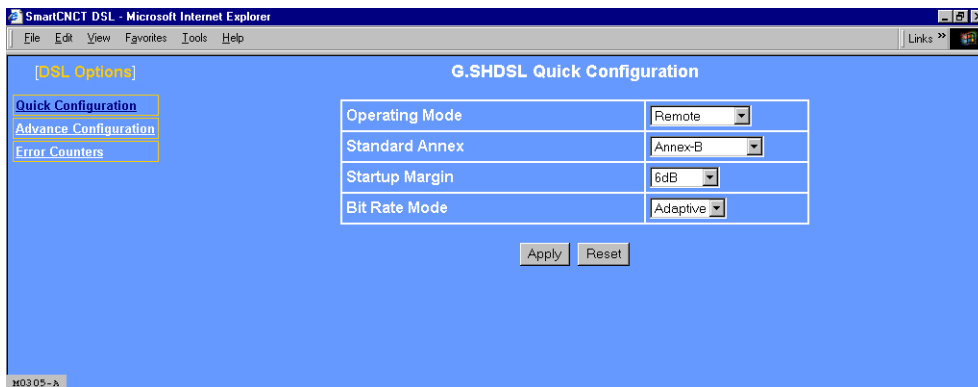 SmartCNCT DSL - Microsoft Internet Explorer
File Edit View Favorites Tools Help Links »
[DSL Options]
Quick Configuration
Advance Configuration
Error Counters
G.SHDSL Quick Configuration
Operating Mode Remote
Standard Annex Annex-B
Startup Margin 6dB
Bit Rate Mode Adaptive
Apply Reset
M0305-A